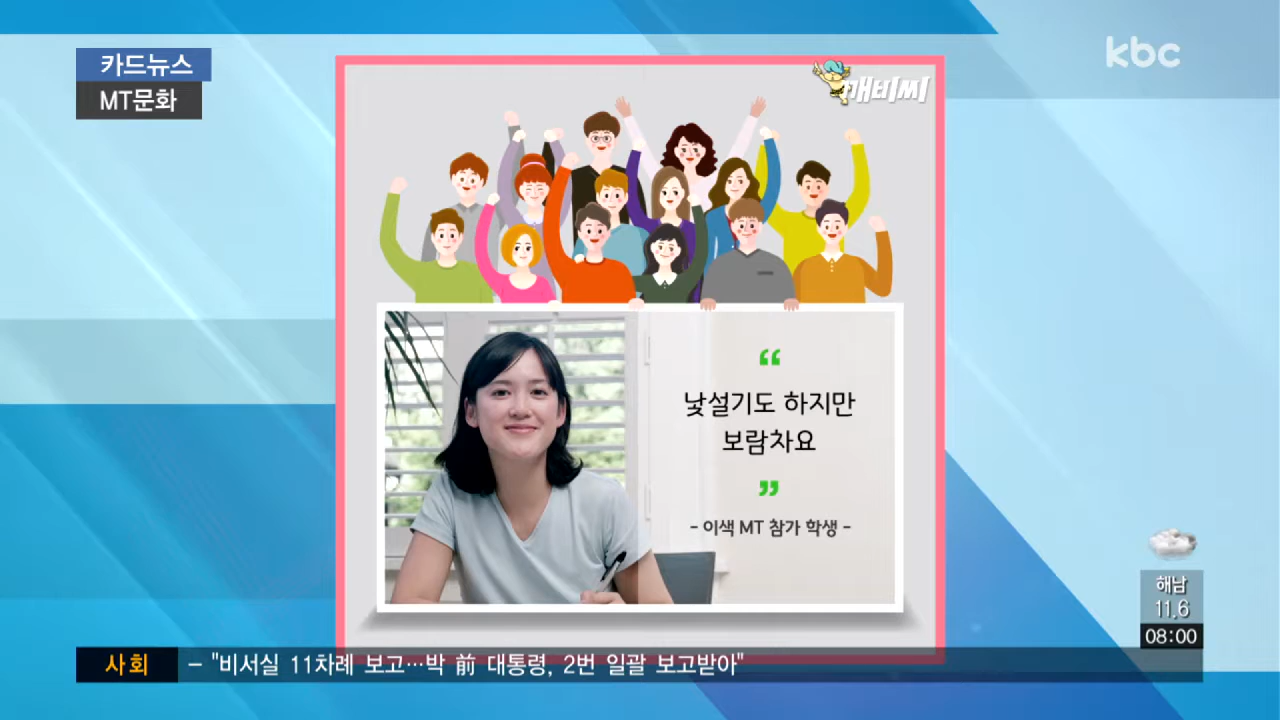 카드뉴스
MT문화
kbc
깨비씨
“
낯설기도 하지만
보람차요
”
- 이색 MT 참가 학생 -
해남
11.6
08:00
사회
- "비서실 11차례 보고…박 前 대통령, 2번 일괄 보고받아"